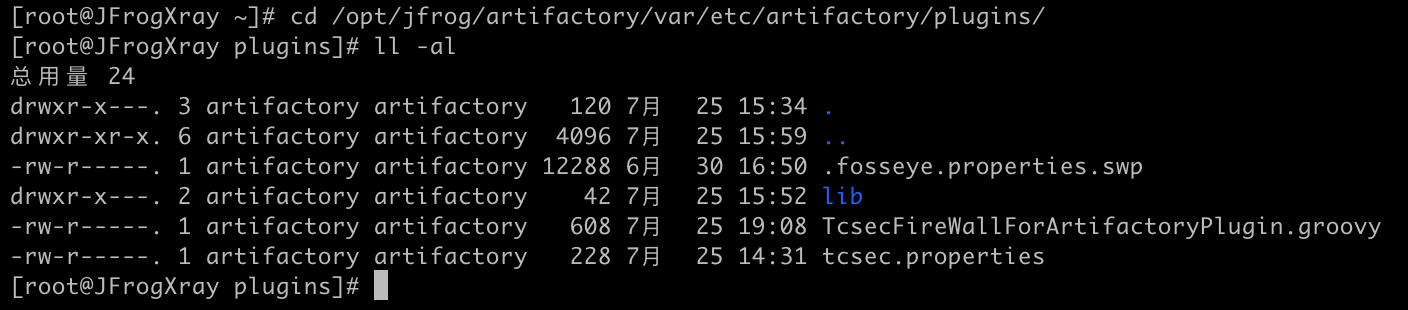 [root@JFrogXray ~]# cd /opt/jfrog/artifactory/var/etc/artifactory/plugins/
[root@JFrogXray plugins]# ll -al
总用量 24
drwxr-x---. 3 artifactory artifactory   120 7月  25 15:34 .
drwxr-xr-x. 6 artifactory artifactory  4096 7月  25 15:59 ..
-rw-r-----. 1 artifactory artifactory 12288 6月  30 16:50 .fosseye.properties.swp
drwxr-x---. 2 artifactory artifactory    42 7月  25 15:52 lib
-rw-r-----. 1 artifactory artifactory   608 7月  25 19:08 TcsecFireWallForArtifactoryPlugin.groovy
-rw-r-----. 1 artifactory artifactory   228 7月  25 14:31 tcsec.properties
[root@JFrogXray plugins]#